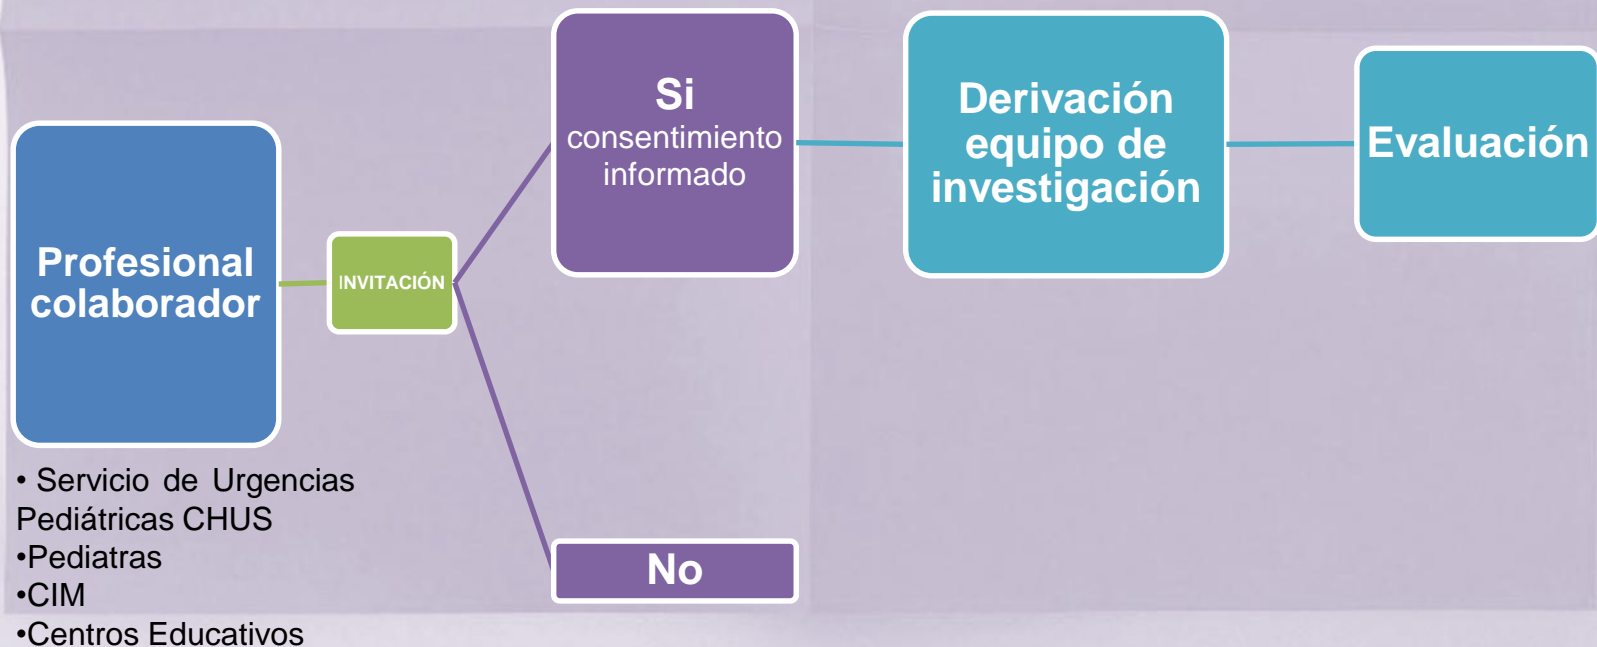 Profesional
colaborador
• Servicio de Urgencias
Pediátricas CHUS
•Pediatras
•CIM
•Centros Educativos
INVITACIÓN
Si
consentimiento
informado
No
Derivación
equipo de
investigación
Evaluación